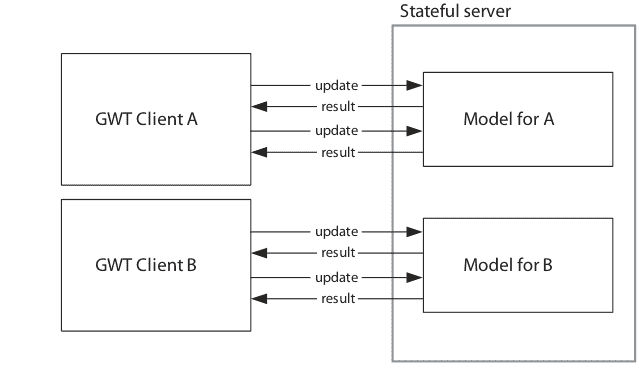 Stateful server
GWT Client A
update
result
update
result
Model for A
GWT Client B
update
result
update
result
Model for B